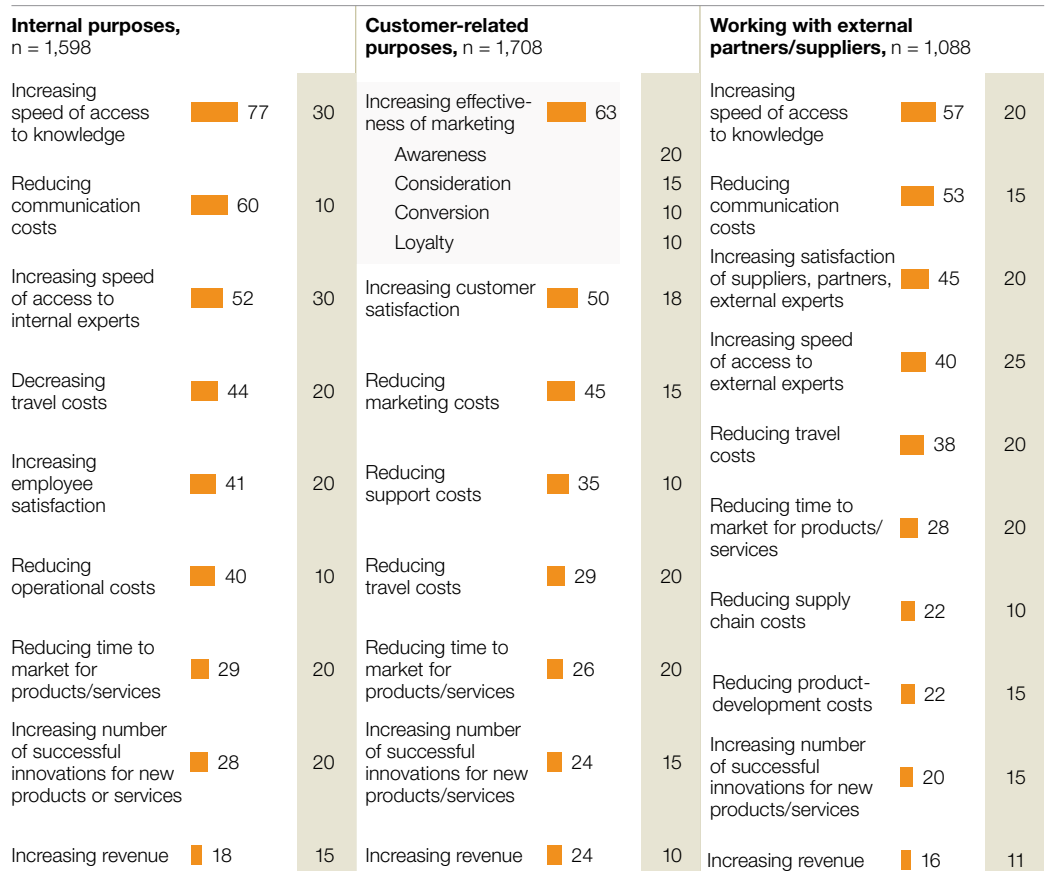 Internal purposes,
n = 1,598
Increasing
speed of access
to knowledge
77
30
Reducing
communication
costs
60
10
Increasing speed
of access to
internal experts
52
30
Decreasing
travel costs
44
20
Increasing
employee
satisfaction
41
20
Reducing
operational costs
40
10
Reducing time to
market for
products/services
29
20
Increasing number
of successful
innovations for new
products or services
28
20
Increasing revenue
18
15
Customer-related
purposes, n = 1,708
Increasing effective-
ness of marketing
63
Awareness
20
Consideration
15
Conversion
10
Loyalty
10
Increasing customer
satisfaction
50
18
Reducing
marketing costs
45
15
Reducing
support costs
35
10
Reducing
travel costs
29
20
Reducing time to
market for
products/services
26
20
Increasing number
of successful
innovations for new
products/services
24
15
Increasing revenue
24
10
Working with external
partners/suppliers, n = 1,088
Increasing
speed of access
to knowledge
57
20
Reducing
communication
costs
53
15
Increasing satisfaction
of suppliers, partners,
external experts
45
20
Increasing speed
of access to
external experts
40
25
Reducing travel
costs
38
20
Reducing time to
market for products/
services
28
20
Reducing supply
chain costs
22
10
Reducing product-
development costs
22
15
Increasing number
of successful
innovations for new
products/services
20
15
Increasing revenue
16
11